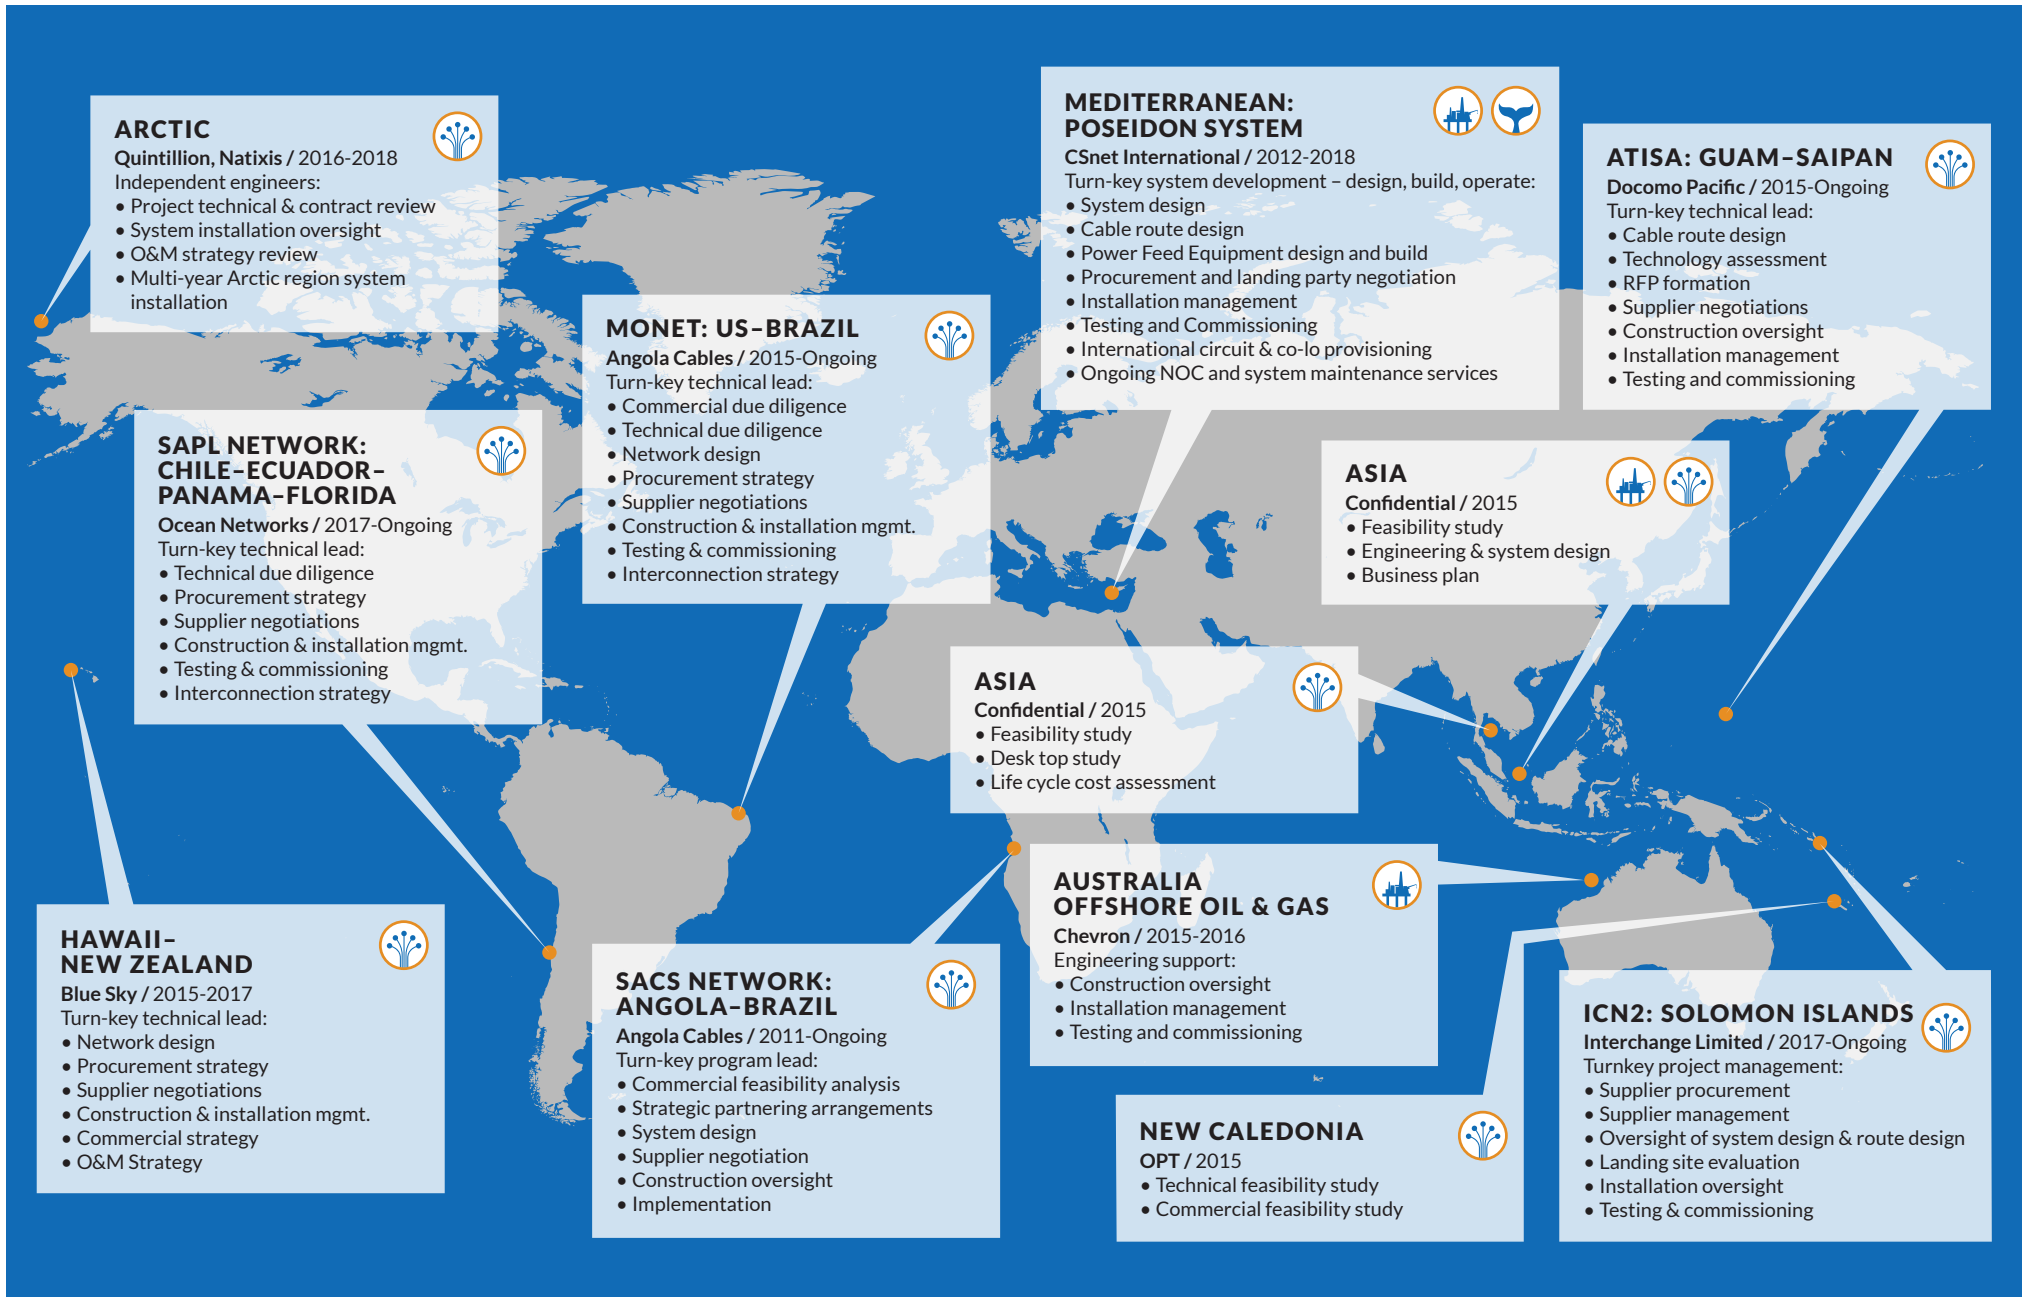 ARCTIC
Quintillion, Natixis / 2016-2018
Independent engineers:
• Project technical & contract review
• System installation oversight
• O&M strategy review
• Multi-year Arctic region system
installation
MEDITERRANEAN:
POSEIDON SYSTEM
CSnet International / 2012-2018
Turn-key system development – design, build, operate:
• System design
• Cable route design
• Power Feed Equipment design and build
• Procurement and landing party negotiation
• Installation management
• Testing and Commissioning
• International circuit & co-lo provisioning
• Ongoing NOC and system maintenance services
ATISA: GUAM–SAIPAN
Docomo Pacific / 2015-Ongoing
Turn-key technical lead:
• Cable route design
• Technology assessment
• RFP formation
• Supplier negotiations
• Construction oversight
• Installation management
• Testing and commissioning
MONET: US–BRAZIL
Angola Cables / 2015-Ongoing
Turn-key technical lead:
• Commercial due diligence
• Technical due diligence
• Network design
• Procurement strategy
• Supplier negotiations
• Construction & installation mgmt.
• Testing & commissioning
• Interconnection strategy
SAPL NETWORK:
CHILE–ECUADOR–
PANAMA–FLORIDA
Ocean Networks / 2017-Ongoing
Turn-key technical lead:
• Technical due diligence
• Procurement strategy
• Supplier negotiations
• Construction & installation mgmt.
• Testing & commissioning
• Interconnection strategy
ASIA
Confidential / 2015
• Feasibility study
• Engineering & system design
• Business plan
ASIA
Confidential / 2015
• Feasibility study
• Desk top study
• Life cycle cost assessment
AUSTRALIA
OFFSHORE OIL & GAS
Chevron / 2015-2016
Engineering support:
• Construction oversight
• Installation management
• Testing and commissioning
HAWAII–
NEW ZEALAND
Blue Sky / 2015-2017
Turn-key technical lead:
• Network design
• Procurement strategy
• Supplier negotiations
• Construction & installation mgmt.
• Commercial strategy
• O&M Strategy
SACS NETWORK:
ANGOLA–BRAZIL
Angola Cables / 2011-Ongoing
Turn-key program lead:
• Commercial feasibility analysis
• Strategic partnering arrangements
• System design
• Supplier negotiation
• Construction oversight
• Implementation
NEW CALEDONIA
OPT / 2015
• Technical feasibility study
• Commercial feasibility study
ICN2: SOLOMON ISLANDS
Interchange Limited / 2017-Ongoing
Turnkey project management:
• Supplier procurement
• Supplier management
• Oversight of system design & route design
• Landing site evaluation
• Installation oversight
• Testing & commissioning